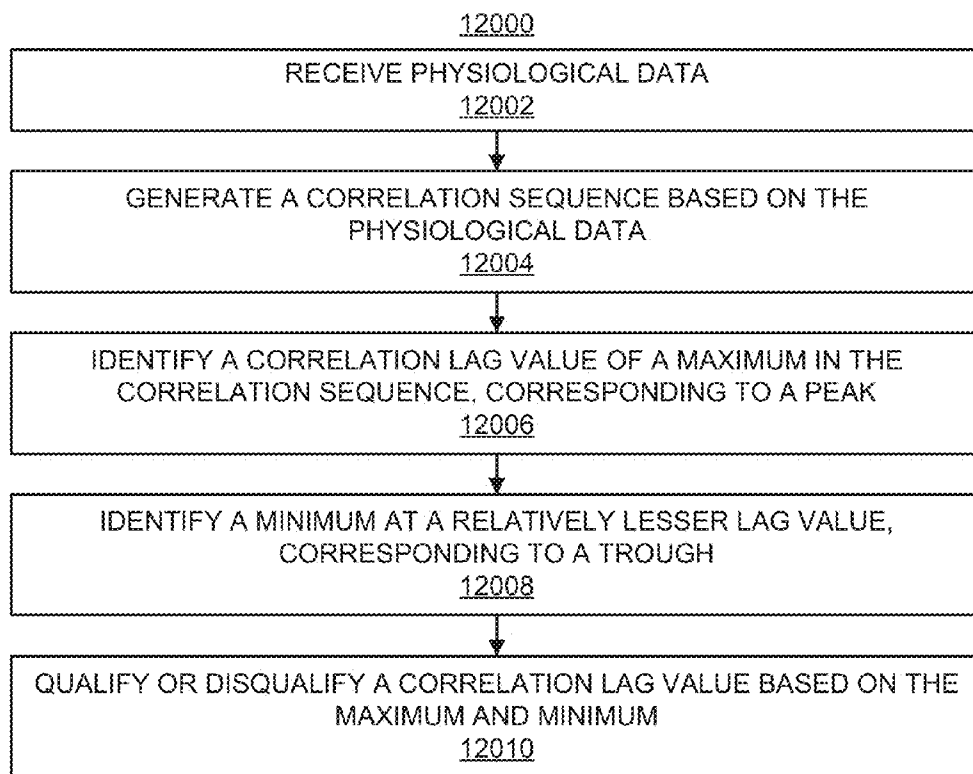 12000
RECEIVE PHYSIOLOGICAL DATA
12002
GENERATE A CORRELATION SEQUENCE BASED ON THE
PHYSIOLOGICAL DATA
12004
IDENTIFY A CORRELATION LAG VALUE OF A MAXIMUM IN THE
CORRELATION SEQUENCE, CORRESPONDING TO A PEAK
12006
IDENTIFY A MINIMUM AT A RELATIVELY LESSER LAG VALUE,
CORRESPONDING TO A TROUGH
12008
QUALIFY OR DISQUALIFY A CORRELATION LAG VALUE BASED ON THE
MAXIMUM AND MINIMUM
12010